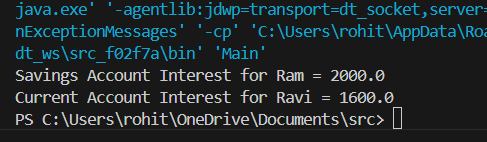 java.exe' '-agentlib:jdwp=transport=dt_socket,server=
nExceptionMessages' '-cp' 'C:\Users\rohit\AppData\Roa
dt_ws\src_f02f7a\bin' 'Main'
Savings Account Interest for Ram = 2000.0
Current Account Interest for Ravi = 1600.0
PS C:\Users\rohit\OneDrive\Documents\src>